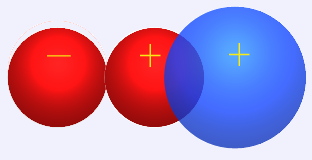 − + +